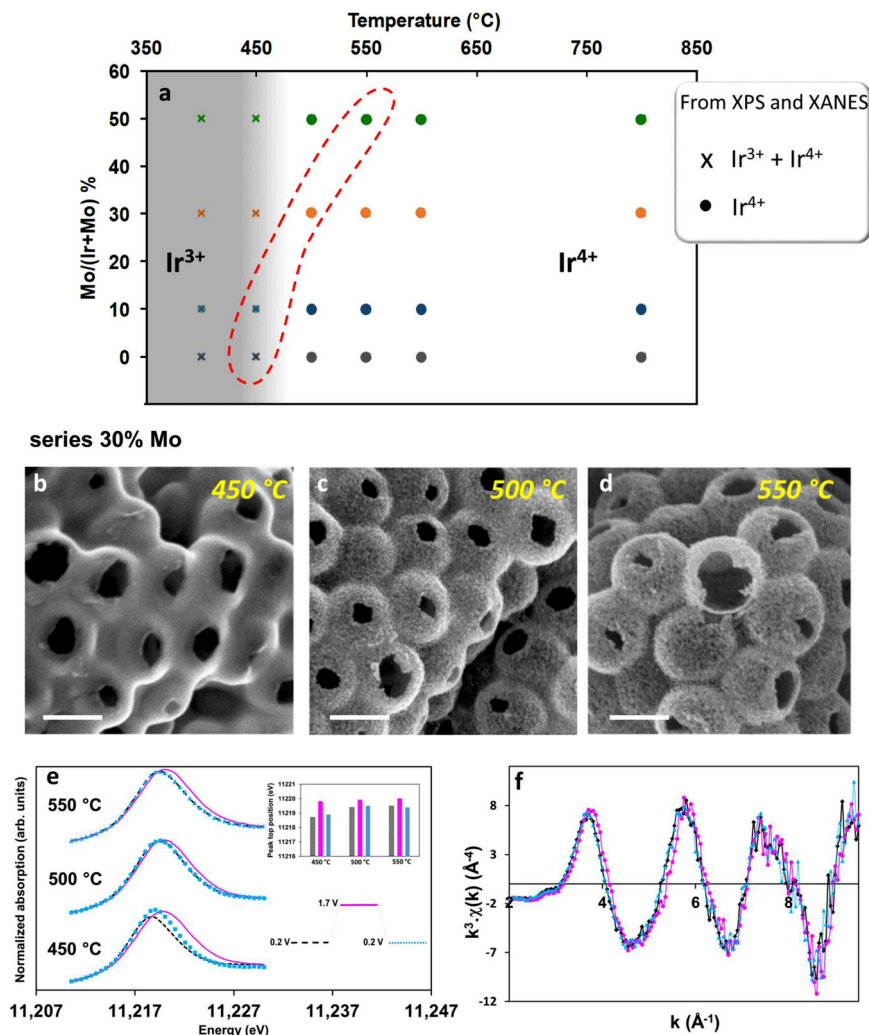 Temperature (°C)
350 450 550 650 750 850
60
50
40
30
20
10
0
Mo/(Ir+Mo) %
a
Ir3+
Ir4+
From XPS and XANES
x Ir3+ + Ir4+
● Ir4+
series 30% Mo
b 450 °C
c 500 °C
d 550 °C
e
Normalized absorption (arb. units)
550 °C
500 °C
450 °C
Peak top position (eV)
11221
11220
11219
11218
11217
11216
450 °C 500 °C 550 °C
1.7 V
0.2 V 0.2 V
11,207 11,217 11,227 11,237 11,247
Energy (eV)
f
k3.χ(k) (Å-4)
8
3
-2
-7
-12
2 4 6 8
k (Å-1)